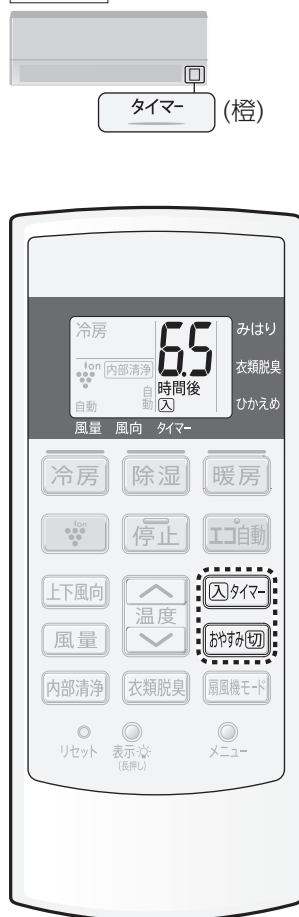 タイマー (橙)
冷房 6.5 みはり
Ion 内部清浄 時間後 衣類脱臭
自動 自動 入 ひかえめ
風量 風向 タイマー
冷房 除湿 暖房
Ion 停止 エコ自動
上下風向 温度 入タイマー
風量 おやすみ切
内部清浄 衣類脱臭 扇風機モード
リセット 表示 メニュー
(長押し)